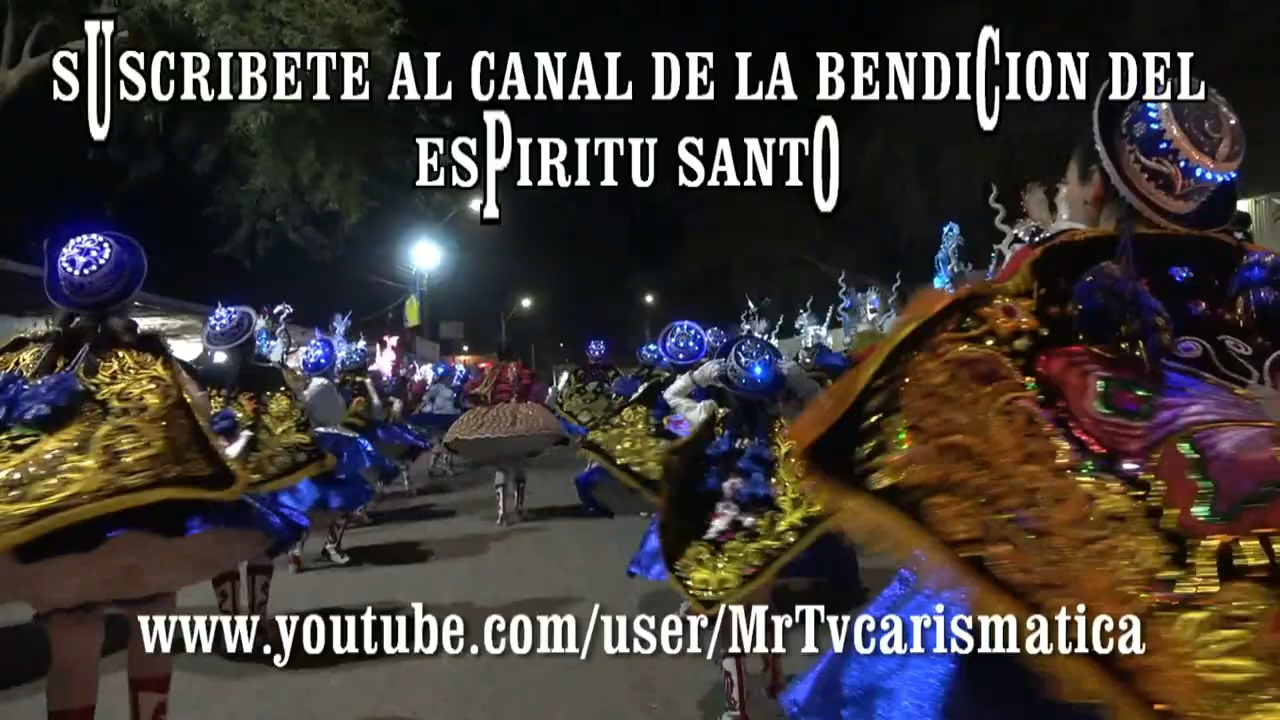 SUSCRIBETE AL CANAL DE LA BENDICION DEL
ESPIRITU SANTO
www.youtube.com/user/MrTvcarismatica